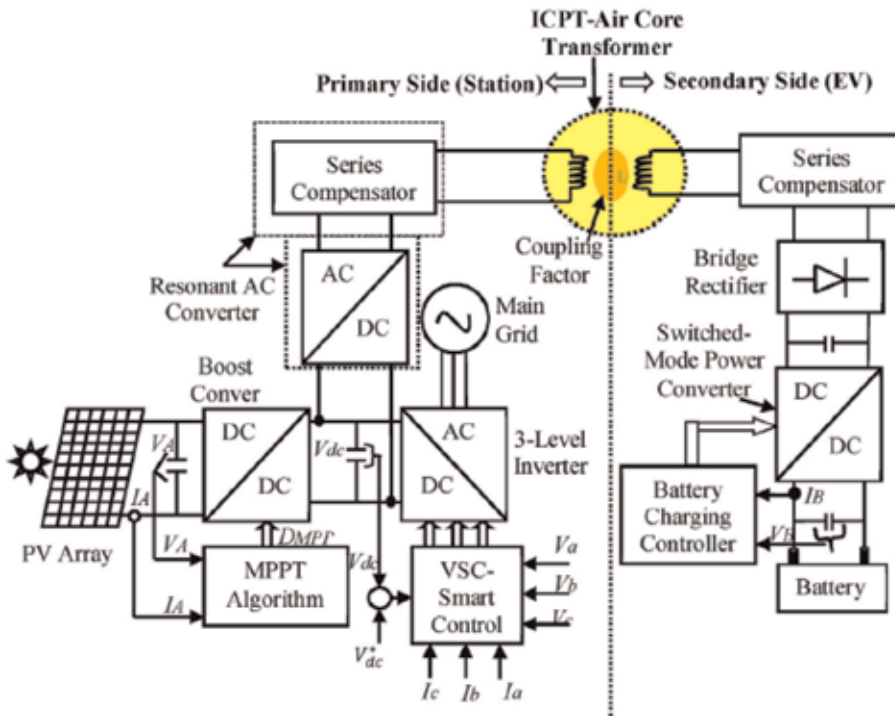 ICPT-Air Core
Transformer
Primary Side (Station)
Secondary Side (EV)
Series
Compensator
Series
Compensator
Coupling
Factor
Bridge
Rectifier
Resonant AC
Converter
AC
DC
Main
Grid
Switched-
Mode Power
Converter
Boost
Conver
DC
DC
VA
Vdc
AC
DC
3-Level
Inverter
DC
DC
IA
PV Array
VA
IA
DMPP
MPPT
Algorithm
Vdc
V*dc
VSC-
Smart
Control
Va
Vb
Vc
Ic
Ib
Ia
Battery
Charging
Controller
IB
VB
Battery